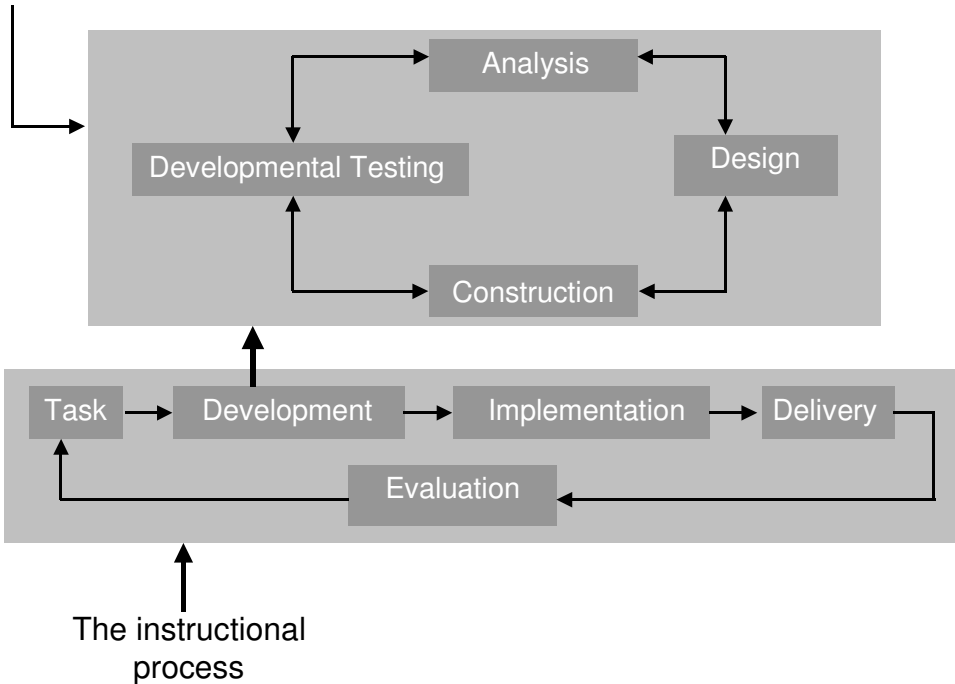 Analysis
Developmental Testing
Design
Construction
Task
Development
Implementation
Delivery
Evaluation
The instructional
process